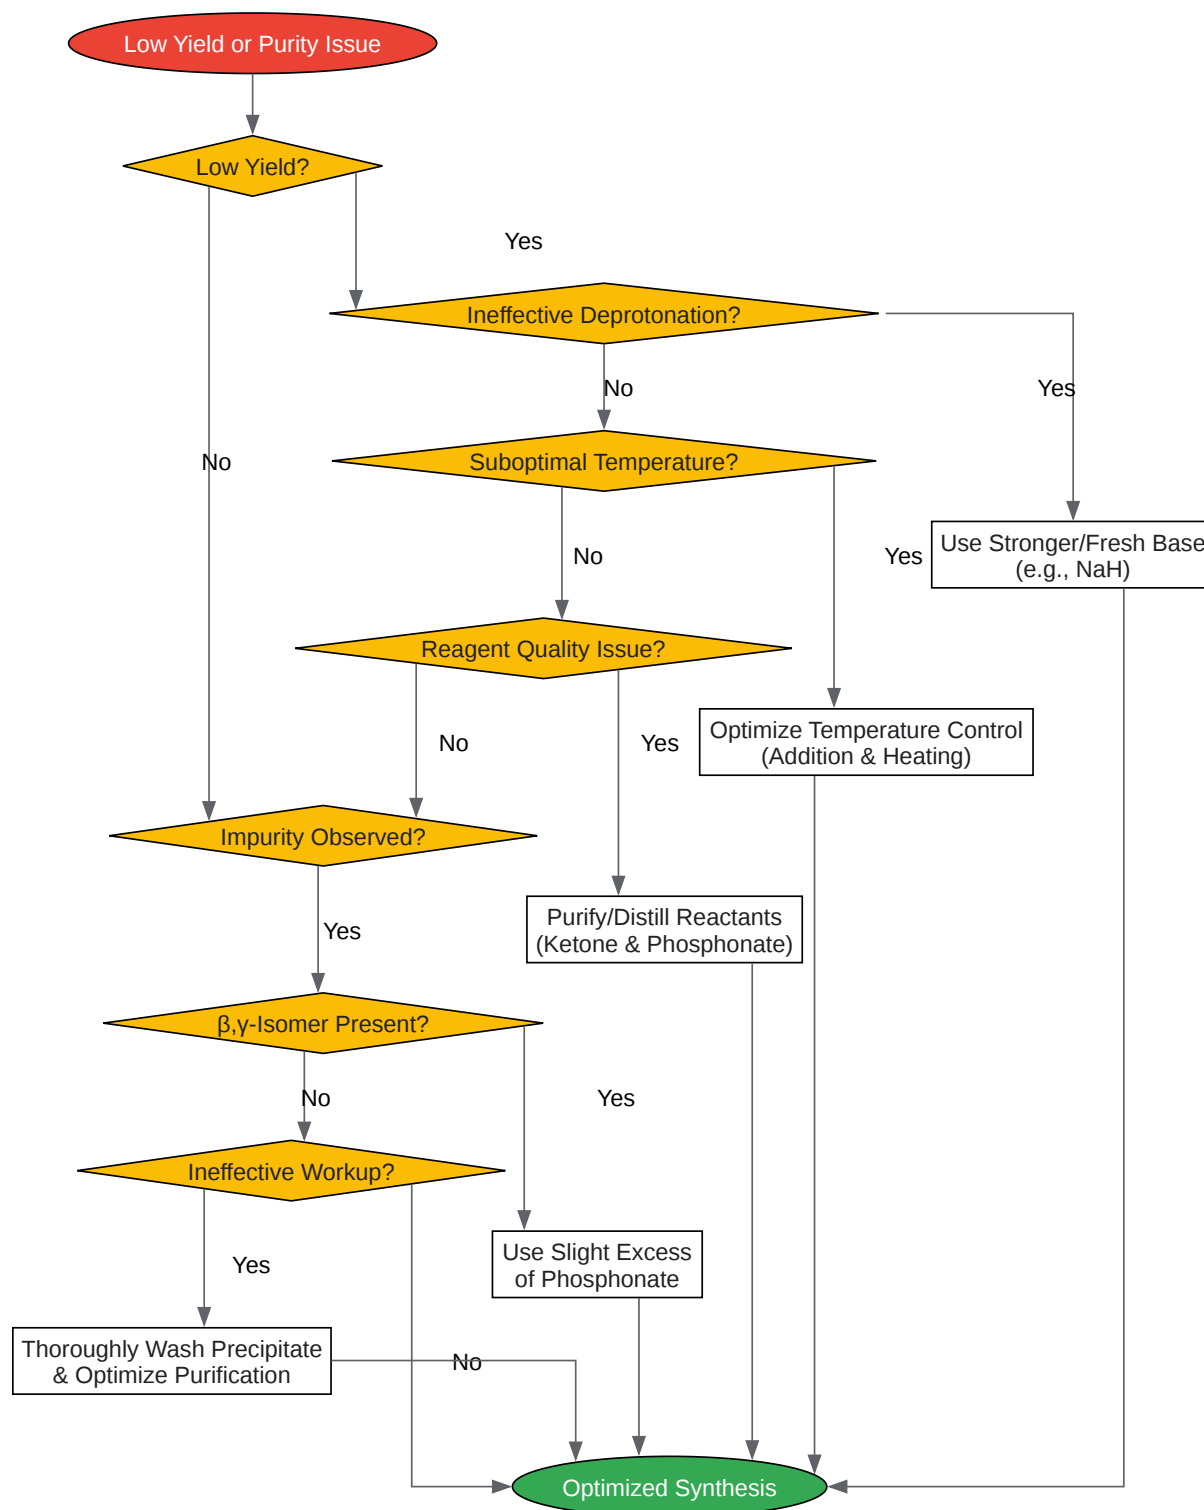 Low Yield or Purity Issue
Low Yield?
Yes
Ineffective Deprotonation?
No
Yes
Suboptimal Temperature?
No
No
Yes
Use Stronger/Fresh Base
(e.g., NaH)
Reagent Quality Issue?
No
Yes
Optimize Temperature Control
(Addition & Heating)
Impurity Observed?
Yes
Purify/Distill Reactants
(Ketone & Phosphonate)
β,γ-Isomer Present?
No
Yes
Ineffective Workup?
Yes
Use Slight Excess
of Phosphonate
Thoroughly Wash Precipitate
& Optimize Purification
No
Optimized Synthesis